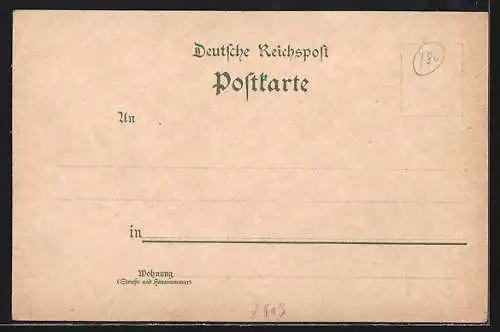 Deutsche Reichspost
Postkarte
An
in
Wohnung
(Straße und Hausnummer)